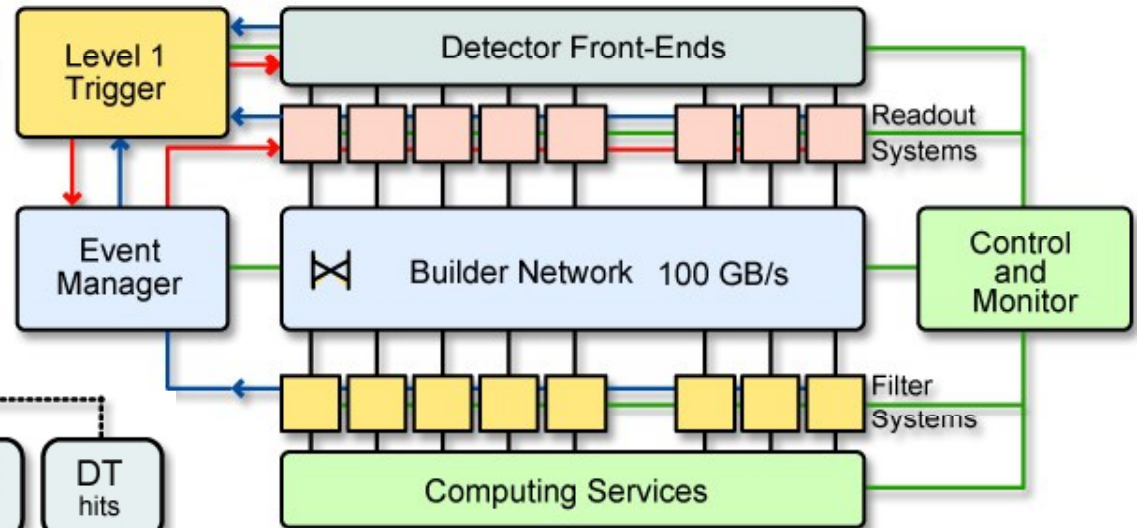 Level 1
Trigger
Detector Front-Ends
Readout
Systems
Event
Manager
Builder Network 100 GB/s
Control
and
Monitor
Filter
Systems
DT
hits
Computing Services